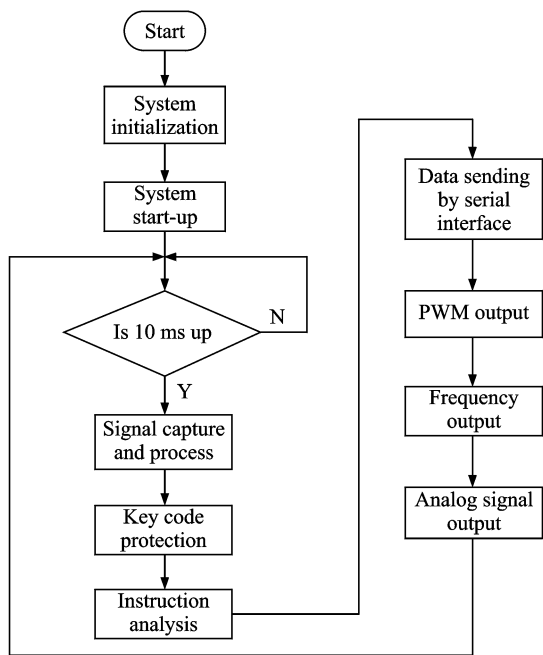 Start
System
initialization
System
start-up
Is 10 ms up
N
Y
Signal capture
and process
Key code
protection
Instruction
analysis
Data sending
by serial
interface
PWM output
Frequency
output
Analog signal
output